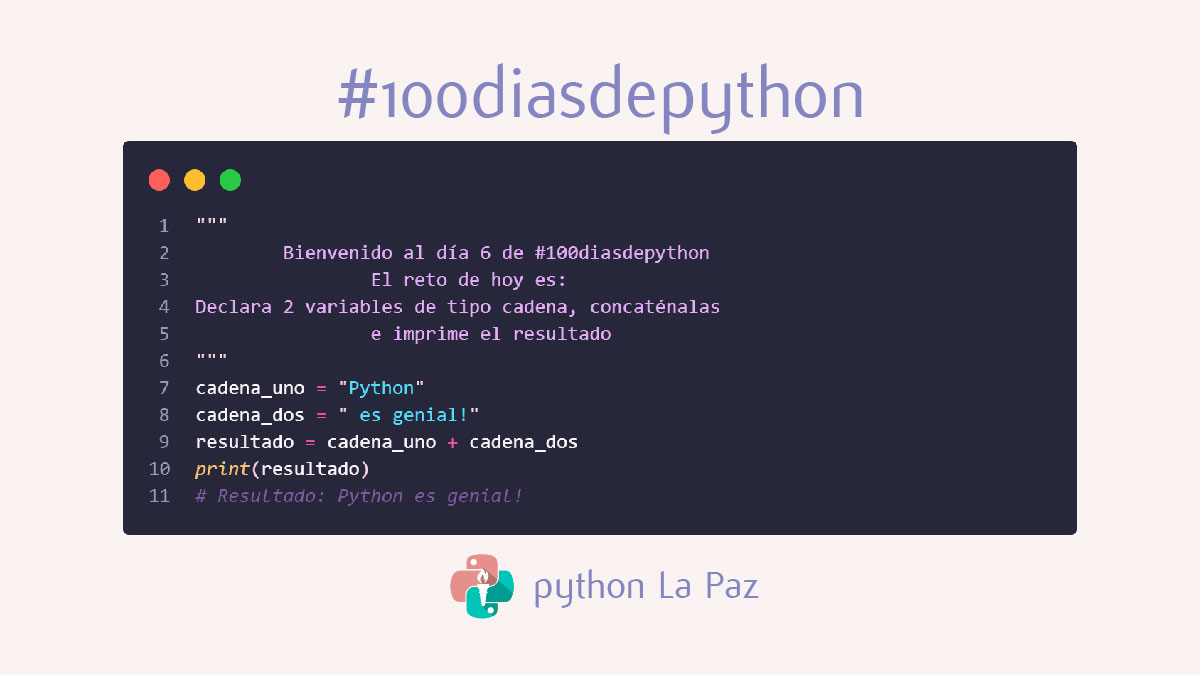 #100diasdepython
1 """
2         Bienvenido al día 6 de #100diasdepython
3                 El reto de hoy es:
4 Declara 2 variables de tipo cadena, concaténalas
5                 e imprime el resultado
6 """
7 cadena_uno = "Python"
8 cadena_dos = " es genial!"
9 resultado = cadena_uno + cadena_dos
10 print(resultado)
11 # Resultado: Python es genial!
python La Paz